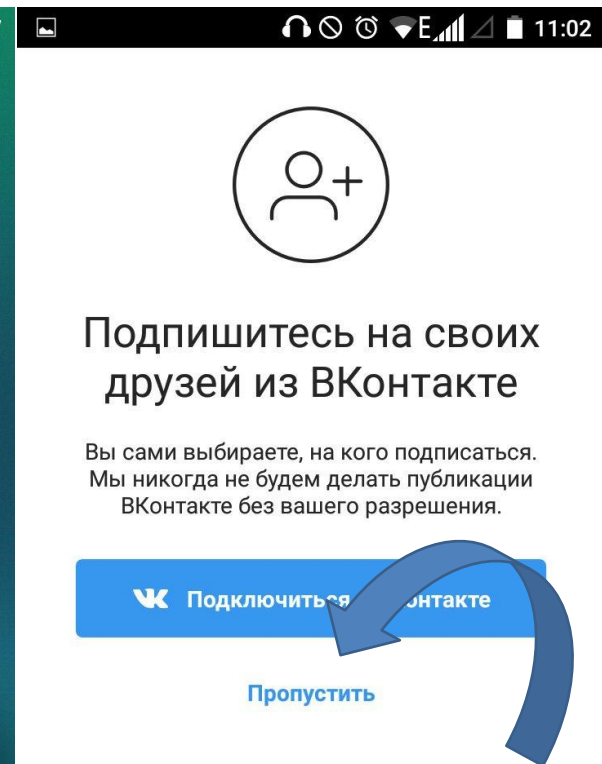 E 11:02
Подпишитесь на своих
друзей из ВКонтакте
Вы сами выбираете, на кого подписаться.
Мы никогда не будем делать публикации
ВКонтакте без вашего разрешения.
Подключиться онтакте
Пропустить